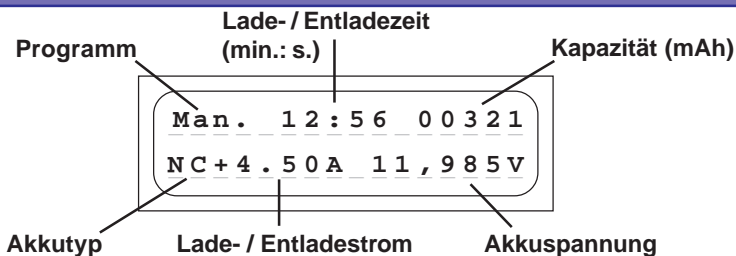 Lade- / Entladezeit
(min.: s.)
Programm
Kapazität (mAh)
Man. 12:56 00321
NC+4.50A 11,985V
Akkutyp
Lade- / Entladestrom
Akkuspannung